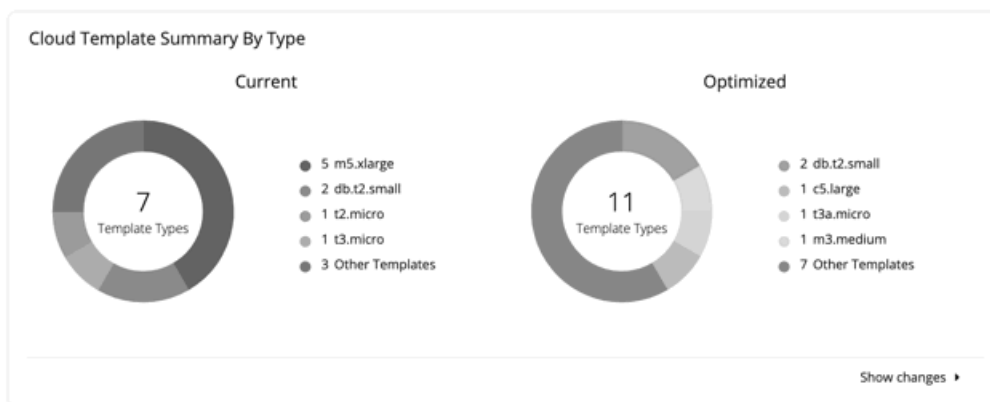 Cloud Template Summary By Type
Current
7
Template Types
5 m5.xlarge
2 db.t2.small
1 t2.micro
1 t3.micro
3 Other Templates
Optimized
11
Template Types
2 db.t2.small
1 c5.large
1 t3a.micro
1 m3.medium
7 Other Templates
Show changes